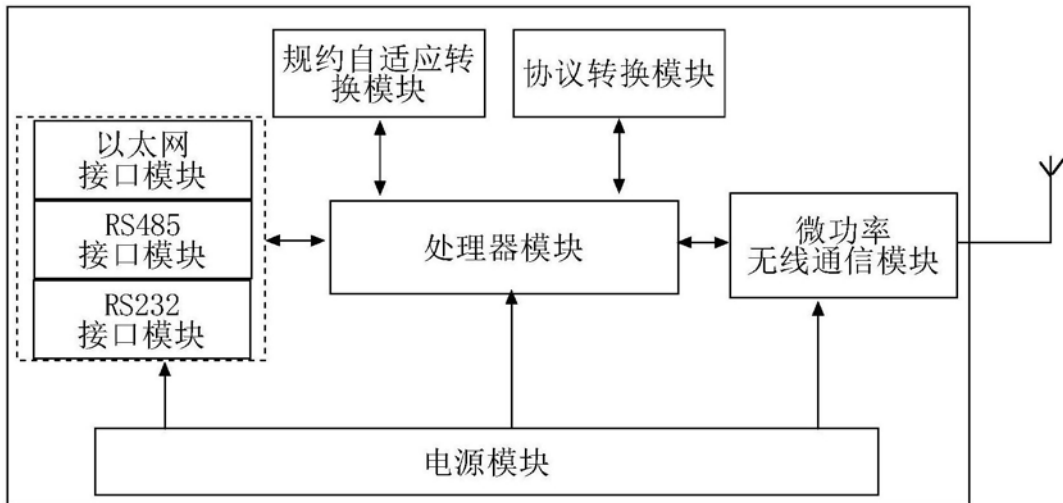 规约自适应转
换模块
协议转换模块
以太网
接口模块
RS485
接口模块
RS232
接口模块
处理器模块
微功率
无线通信模块
电源模块